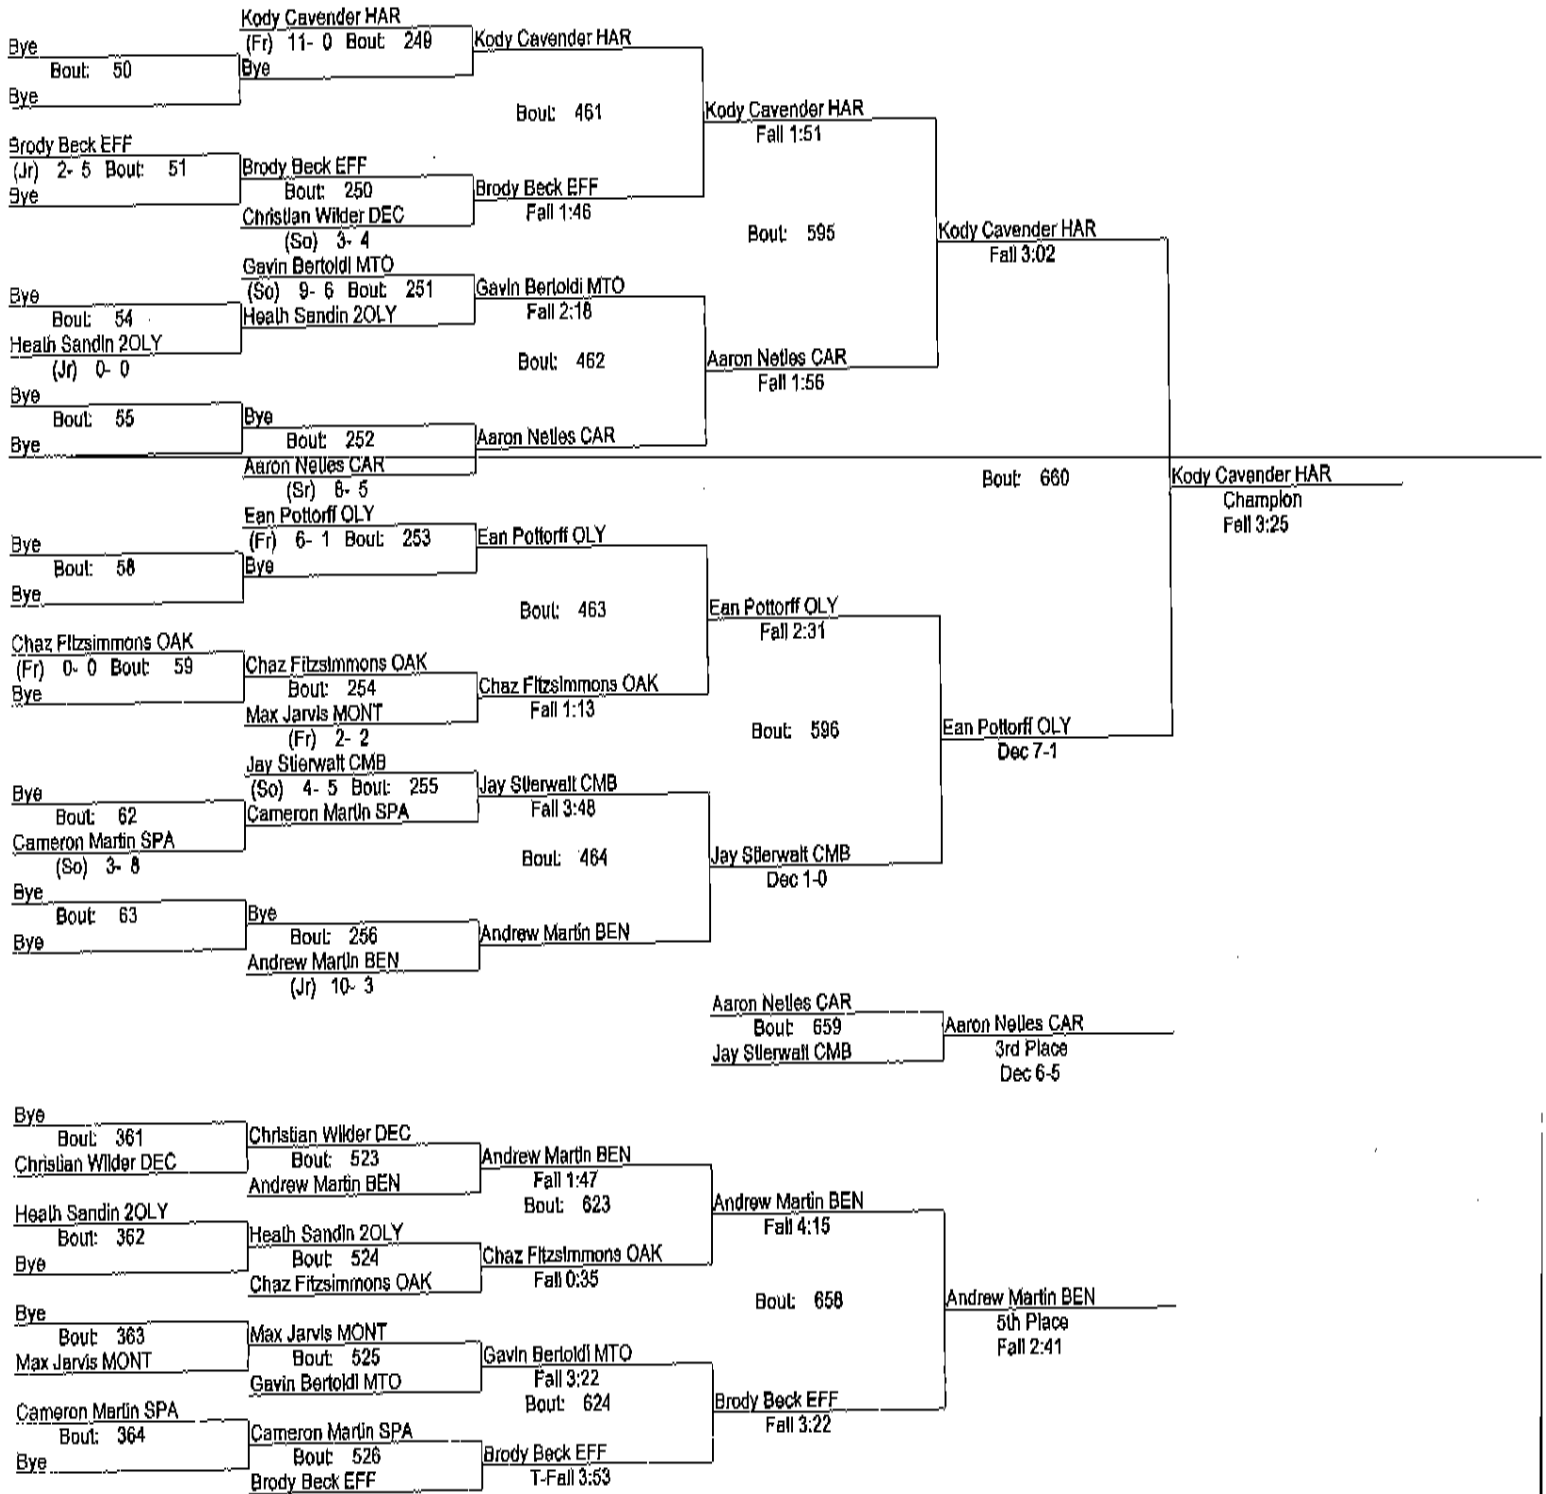 Kody Cavender HAR
(Fr) 11- 0 Bout: 249
Kody Cavender HAR
Bye
Bout: 50
Bye
Bye
Bout: 461
Kody Cavender HAR
Fall 1:51
Brody Beck EFF
(Jr) 2- 5 Bout: 51
Bye
Brody Beck EFF
Bout: 250
Christian Wilder DEC
(So) 3- 4
Brody Beck EFF
Fall 1:46
Bout: 595
Kody Cavender HAR
Fall 3:02
Gavin Bertoldi MTO
(So) 9- 6 Bout: 251
Heath Sandin 2OLY
Gavin Bertoldi MTO
Fall 2:18
Bye
Bout: 54
Heath Sandin 2OLY
(Jr) 0- 0
Bout: 462
Aaron Netles CAR
Fall 1:56
Bye
Bout: 55
Bye
Bye
Bout: 252
Aaron Netles CAR
(Sr) 8- 5
Aaron Netles CAR
Bout: 660
Kody Cavender HAR
Champion
Fall 3:25
Ean Pottorff OLY
(Fr) 6- 1 Bout: 253
Bye
Ean Pottorff OLY
Bye
Bout: 58
Bye
Bout: 463
Ean Pottorff OLY
Fall 2:31
Chaz Fitzsimmons OAK
(Fr) 0- 0 Bout: 59
Bye
Chaz Fitzsimmons OAK
Bout: 254
Max Jarvis MONT
(Fr) 2- 2
Chaz Fitzsimmons OAK
Fall 1:13
Bout: 596
Ean Pottorff OLY
Dec 7-1
Jay Stierwalt CMB
(So) 4- 5 Bout: 255
Cameron Martin SPA
Jay Stierwalt CMB
Fall 3:48
Bye
Bout: 62
Cameron Martin SPA
(So) 3- 8
Bout: 464
Jay Stierwalt CMB
Dec 1-0
Bye
Bout: 63
Bye
Bye
Bout: 256
Andrew Martin BEN
(Jr) 10- 3
Andrew Martin BEN
Aaron Netles CAR
Bout: 659
Jay Stierwalt CMB
Aaron Netles CAR
3rd Place
Dec 6-5
Bye
Bout: 361
Christian Wilder DEC
Christian Wilder DEC
Bout: 523
Andrew Martin BEN
Andrew Martin BEN
Fall 1:47
Bout: 623
Andrew Martin BEN
Fall 4:15
Heath Sandin 2OLY
Bout: 362
Bye
Heath Sandin 2OLY
Bout: 524
Chaz Fitzsimmons OAK
Chaz Fitzsimmons OAK
Fall 0:35
Bout: 658
Andrew Martin BEN
5th Place
Fall 2:41
Bye
Bout: 363
Max Jarvis MONT
Max Jarvis MONT
Bout: 525
Gavin Bertoldi MTO
Gavin Bertoldi MTO
Fall 3:22
Bout: 624
Brody Beck EFF
Fall 3:22
Cameron Martin SPA
Bout: 364
Bye
Cameron Martin SPA
Bout: 526
Brody Beck EFF
Brody Beck EFF
T-Fall 3:53